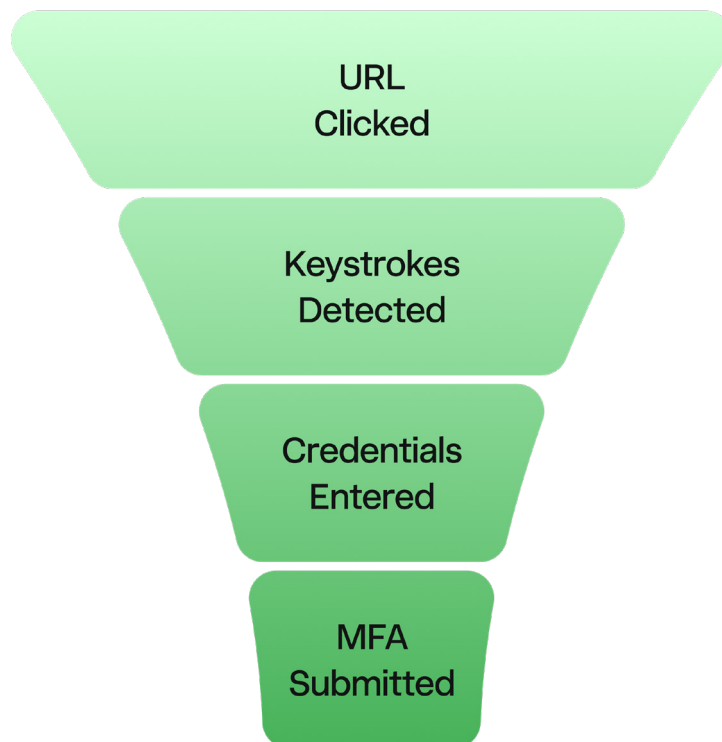 URL
Clicked
Keystrokes
Detected
Credentials
Entered
MFA
Submitted